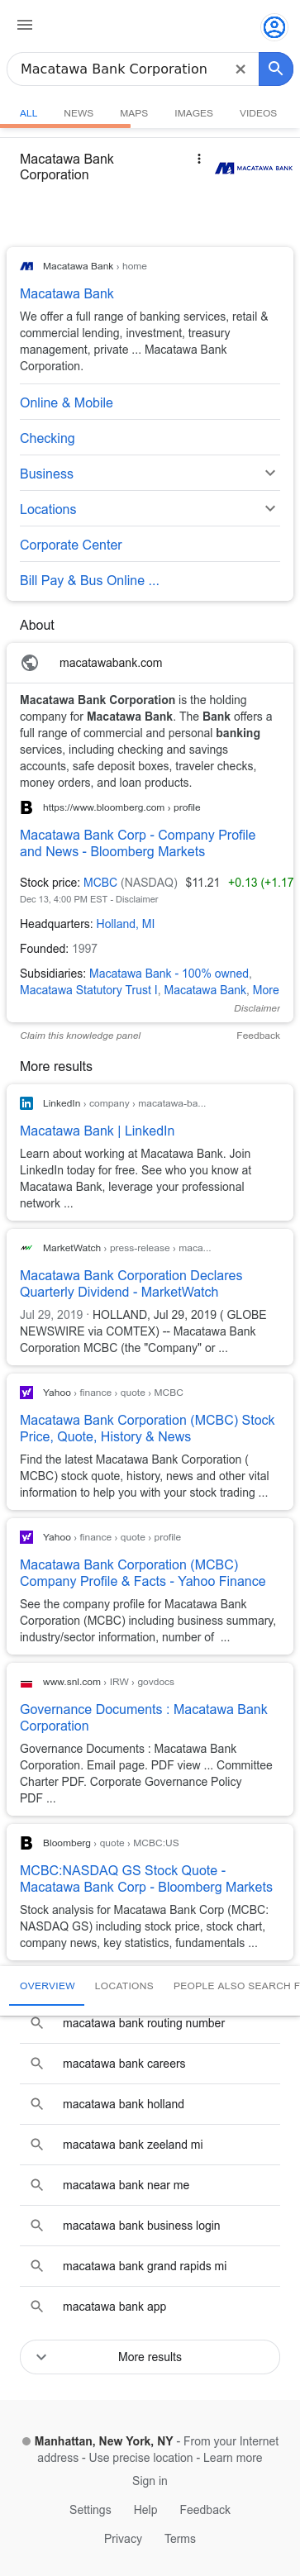 Macatawa Bank Corporation
ALL NEWS MAPS IMAGES VIDEOS
Macatawa Bank
Corporation
MACATAWA BANK
Macatawa Bank › home
Macatawa Bank
We offer a full range of banking services, retail &
commercial lending, investment, treasury
management, private ... Macatawa Bank
Corporation.
Online & Mobile
Checking
Business
Locations
Corporate Center
Bill Pay & Bus Online ...
About
macatawabank.com
Macatawa Bank Corporation is the holding
company for Macatawa Bank. The Bank offers a
full range of commercial and personal banking
services, including checking and savings
accounts, safe deposit boxes, traveler checks,
money orders, and loan products.
https://www.bloomberg.com › profile
Macatawa Bank Corp - Company Profile
and News - Bloomberg Markets
Stock price: MCBC (NASDAQ) $11.21 +0.13 (+1.17
Dec 13, 4:00 PM EST - Disclaimer
Headquarters: Holland, MI
Founded: 1997
Subsidiaries: Macatawa Bank - 100% owned,
Macatawa Statutory Trust I, Macatawa Bank, More
Disclaimer
Claim this knowledge panel Feedback
More results
LinkedIn › company › macatawa-ba...
Macatawa Bank | LinkedIn
Learn about working at Macatawa Bank. Join
LinkedIn today for free. See who you know at
Macatawa Bank, leverage your professional
network ...
MarketWatch › press-release › maca...
Macatawa Bank Corporation Declares
Quarterly Dividend - MarketWatch
Jul 29, 2019 · HOLLAND, Jul 29, 2019 ( GLOBE
NEWSWIRE via COMTEX) -- Macatawa Bank
Corporation MCBC (the "Company" or ...
Yahoo › finance › quote › MCBC
Macatawa Bank Corporation (MCBC) Stock
Price, Quote, History & News
Find the latest Macatawa Bank Corporation (
MCBC) stock quote, history, news and other vital
information to help you with your stock trading ...
Yahoo › finance › quote › profile
Macatawa Bank Corporation (MCBC)
Company Profile & Facts - Yahoo Finance
See the company profile for Macatawa Bank
Corporation (MCBC) including business summary,
industry/sector information, number of ...
www.snl.com › IRW › govdocs
Governance Documents : Macatawa Bank
Corporation
Governance Documents : Macatawa Bank
Corporation. Email page. PDF view ... Committee
Charter PDF. Corporate Governance Policy
PDF ...
Bloomberg › quote › MCBC:US
MCBC:NASDAQ GS Stock Quote -
Macatawa Bank Corp - Bloomberg Markets
Stock analysis for Macatawa Bank Corp (MCBC:
NASDAQ GS) including stock price, stock chart,
company news, key statistics, fundamentals ...
OVERVIEW LOCATIONS PEOPLE ALSO SEARCH F
macatawa bank routing number
macatawa bank careers
macatawa bank holland
macatawa bank zeeland mi
macatawa bank near me
macatawa bank business login
macatawa bank grand rapids mi
macatawa bank app
More results
Manhattan, New York, NY - From your Internet
address - Use precise location - Learn more
Sign in
Settings Help Feedback
Privacy Terms